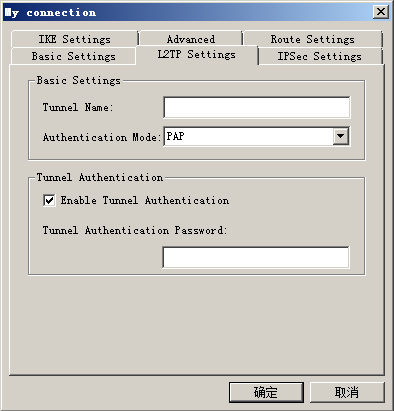 My connection
IKE Settings Advanced Route Settings
Basic Settings L2TP Settings IPSec Settings
Basic Settings
Tunnel Name:
Authentication Mode: PAP
Tunnel Authentication
Enable Tunnel Authentication
Tunnel Authentication Password:
确定 取消